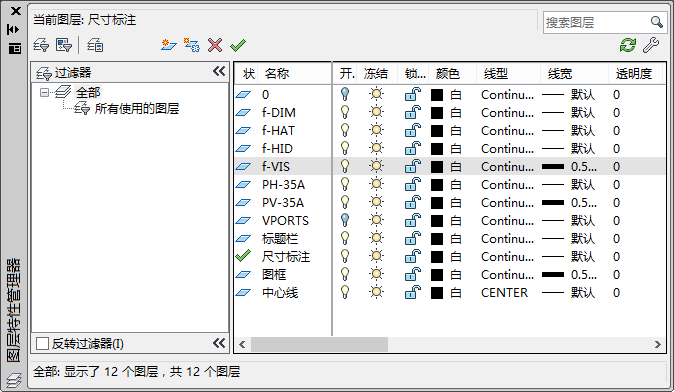 当前图层: 尺寸标注
搜索图层
过滤器
全部
所有使用的图层
反转过滤器(I)
状 名称 开. 冻结 锁... 颜色 线型 线宽 透明度
0 白 Continu... 默认 0
f-DIM 白 Continu... 默认 0
f-HAT 白 Continu... 默认 0
f-HID 白 Continu... 默认 0
f-VIS 白 Continu... 0.5... 0
PH-35A 白 Continu... 默认 0
PV-35A 白 Continu... 0.5... 0
VPORTS 白 Continu... 默认 0
标题栏 白 Continu... 默认 0
尺寸标注 白 Continu... 默认 0
图框 白 Continu... 0.5... 0
中心线 白 CENTER 默认 0
全部: 显示了 12 个图层，共 12 个图层
图层特性管理器